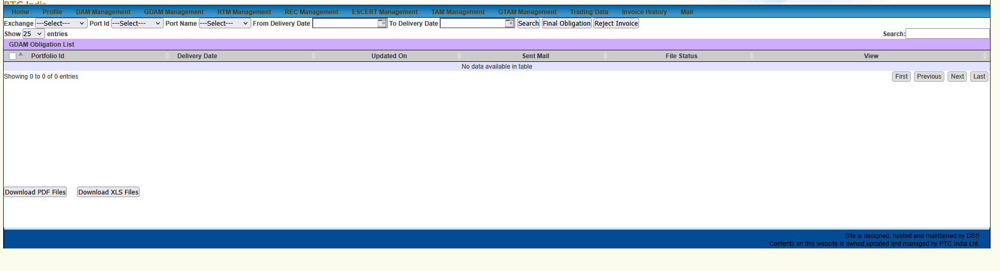 PTC India
Home Profile DAM Management GDAM Management RTM Management REC Management ESCERT Management TAM Management GTAM Management Trading Data Invoice History Mail
Exchange ---Select--- Port Id ---Select--- Port Name ---Select--- From Delivery Date To Delivery Date Search Final Obligation Reject Invoice
Show 25 entries Search:
GDAM Obligation List
Portfolio Id Delivery Date Updated On Sent Mail File Status View
No data available in table
Showing 0 to 0 of 0 entries First Previous Next Last
Download PDF Files Download XLS Files
Site is designed, hosted and maintained by DSS
Contents on this website is owned,updated and managed by PTC India Ltd.